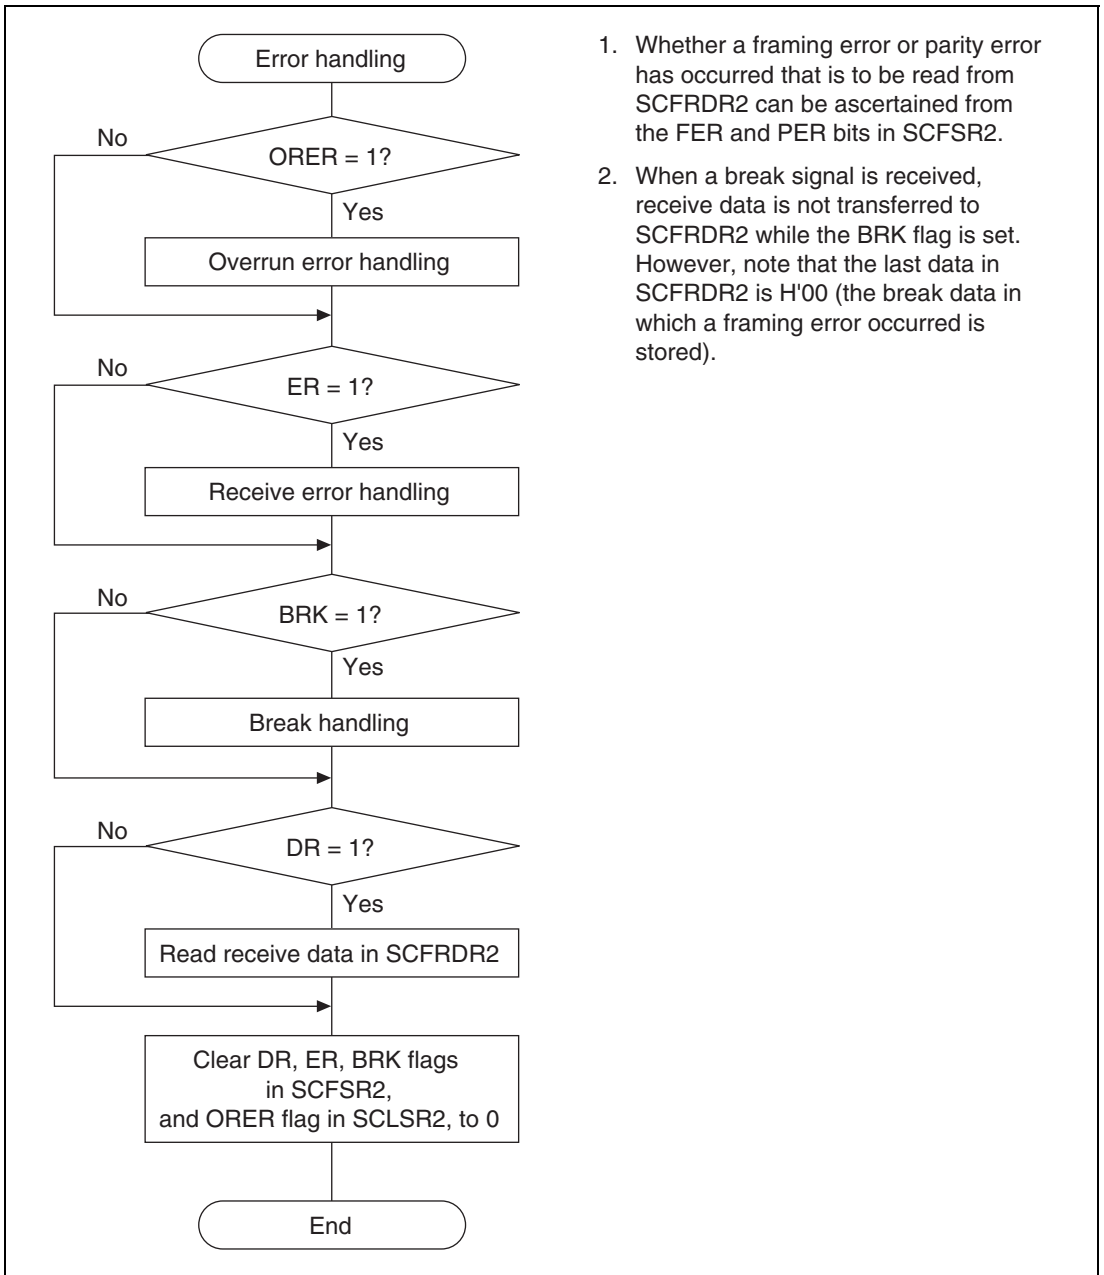 Error handling
No
ORER = 1?
Yes
Overrun error handling
No
ER = 1?
Yes
Receive error handling
No
BRK = 1?
Yes
Break handling
No
DR = 1?
Yes
Read receive data in SCFRDR2
Clear DR, ER, BRK flags
in SCFSR2,
and ORER flag in SCLSR2, to 0
End
1. Whether a framing error or parity error
has occurred that is to be read from
SCFRDR2 can be ascertained from
the FER and PER bits in SCFSR2.
2. When a break signal is received,
receive data is not transferred to
SCFRDR2 while the BRK flag is set.
However, note that the last data in
SCFRDR2 is H'00 (the break data in
which a framing error occurred is
stored).